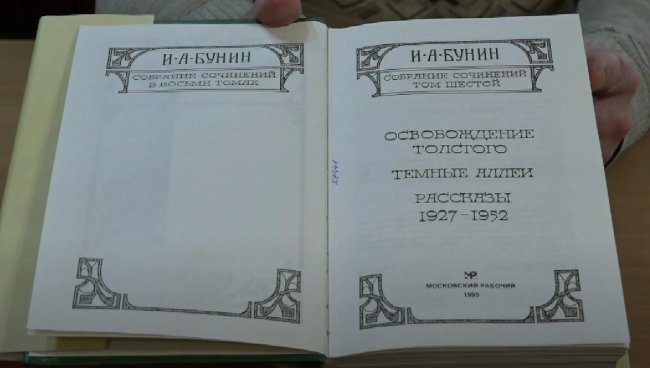 И·А·БУНИН
СОБРАНИЕ СОЧИНЕНИЙ
В ВОСЬМИ ТОМАХ
И·А·БУНИН
СОБРАНИЕ СОЧИНЕНИЙ
ТОМ ШЕСТОЙ
ОСВОБОЖДЕНИЕ
ТОЛСТОГО
ТЕМНЫЕ АЛЛЕИ
РАССКАЗЫ
1927-1952
МОСКОВСКИЙ РАБОЧИЙ